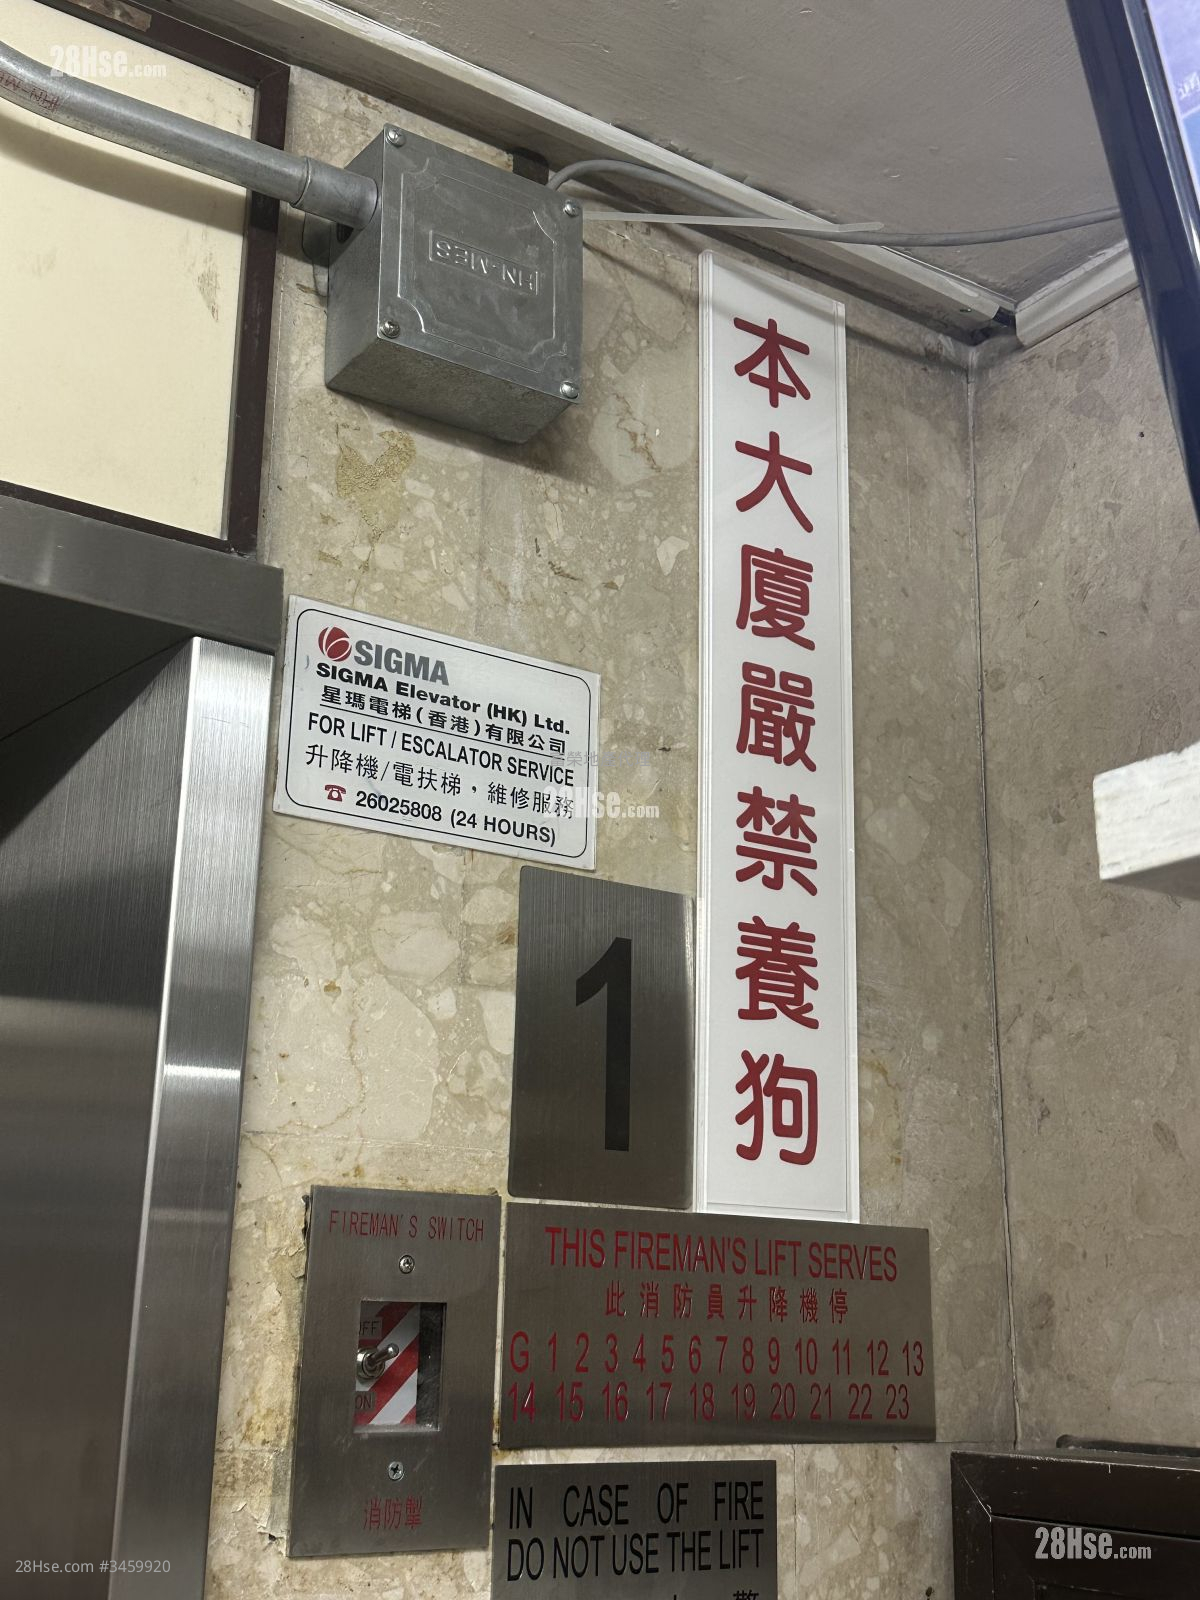 28Hse.com
HN-MES
本大廈嚴禁養狗
SIGMA
SIGMA Elevator (HK) Ltd.
星瑪電梯(香港)有限公司
FOR LIFT / ESCALATOR SERVICE
升降機/電扶梯，維修服務
☎ 26025808 (24 HOURS)
28Hse.com
1
FIREMAN'S SWITCH
OFF
ON
消防掣
THIS FIREMAN'S LIFT SERVES
此消防員升降機停
G 1 2 3 4 5 6 7 8 9 10 11 12 13
14 15 16 17 18 19 20 21 22 23
IN CASE OF FIRE
DO NOT USE THE LIFT
28Hse.com #3459920
28Hse.com